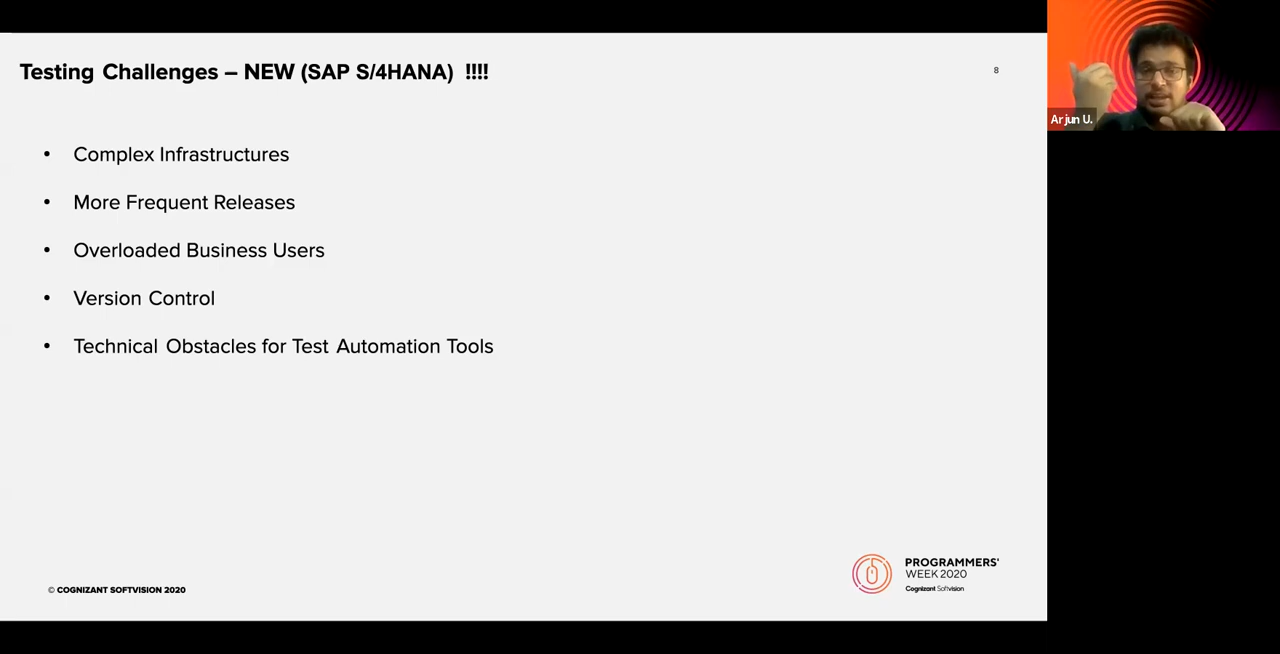 Testing Challenges – NEW (SAP S/4HANA) !!!!
8
• Complex Infrastructures
• More Frequent Releases
• Overloaded Business Users
• Version Control
• Technical Obstacles for Test Automation Tools
© COGNIZANT SOFTVISION 2020
PROGRAMMERS'
WEEK 2020
Cognizant Softvision
Arjun U.